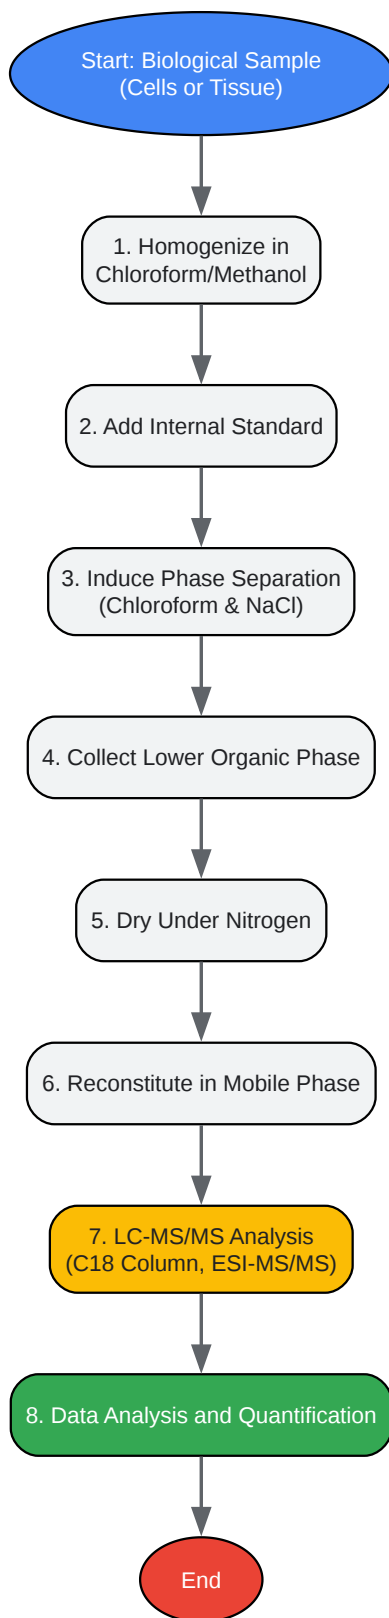 Start: Biological Sample
(Cells or Tissue)
1. Homogenize in
Chloroform/Methanol
2. Add Internal Standard
3. Induce Phase Separation
(Chloroform & NaCl)
4. Collect Lower Organic Phase
5. Dry Under Nitrogen
6. Reconstitute in Mobile Phase
7. LC-MS/MS Analysis
(C18 Column, ESI-MS/MS)
8. Data Analysis and Quantification
End